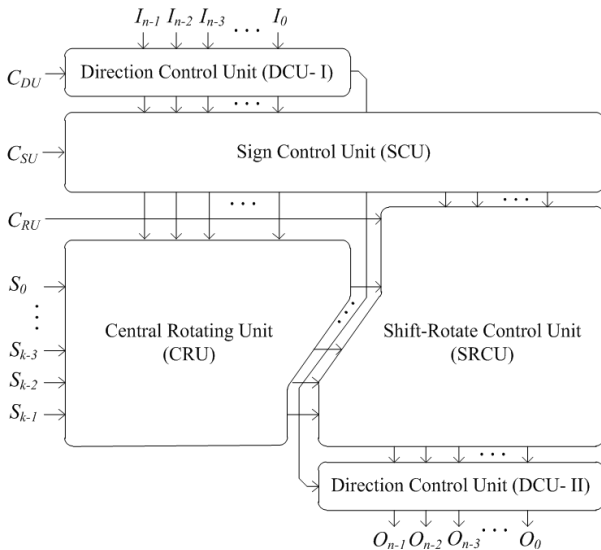 I_{n-1} I_{n-2} I_{n-3} ··· I_0
C_{DU}
Direction Control Unit (DCU- I)
···
C_{SU}
Sign Control Unit (SCU)
··· ···
C_{RU}
S_0
⋮
S_{k-3}
S_{k-2}
S_{k-1}
Central Rotating Unit
(CRU)
···
Shift-Rotate Control Unit
(SRCU)
···
Direction Control Unit (DCU- II)
O_{n-1} O_{n-2} O_{n-3} ··· O_0